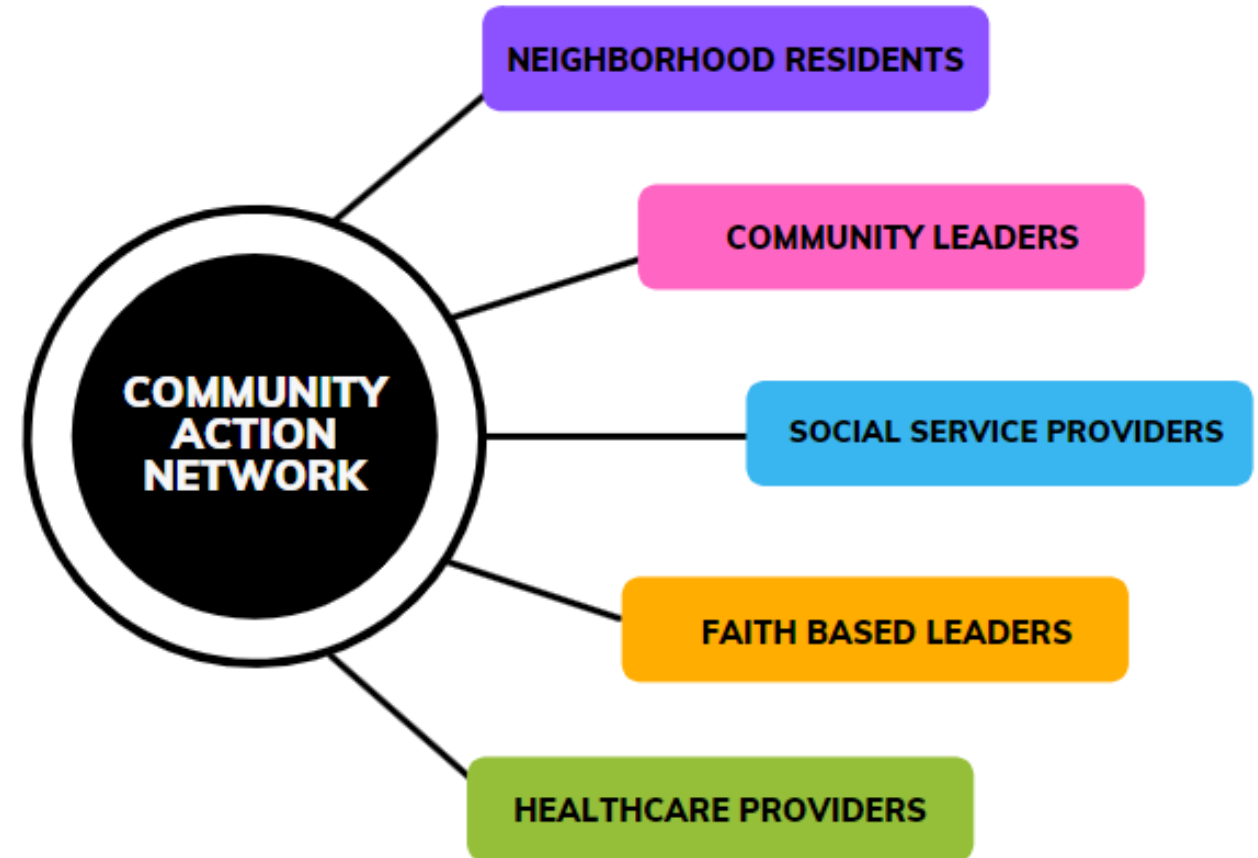 NEIGHBORHOOD RESIDENTS
COMMUNITY LEADERS
COMMUNITY
ACTION
NETWORK
SOCIAL SERVICE PROVIDERS
FAITH BASED LEADERS
HEALTHCARE PROVIDERS